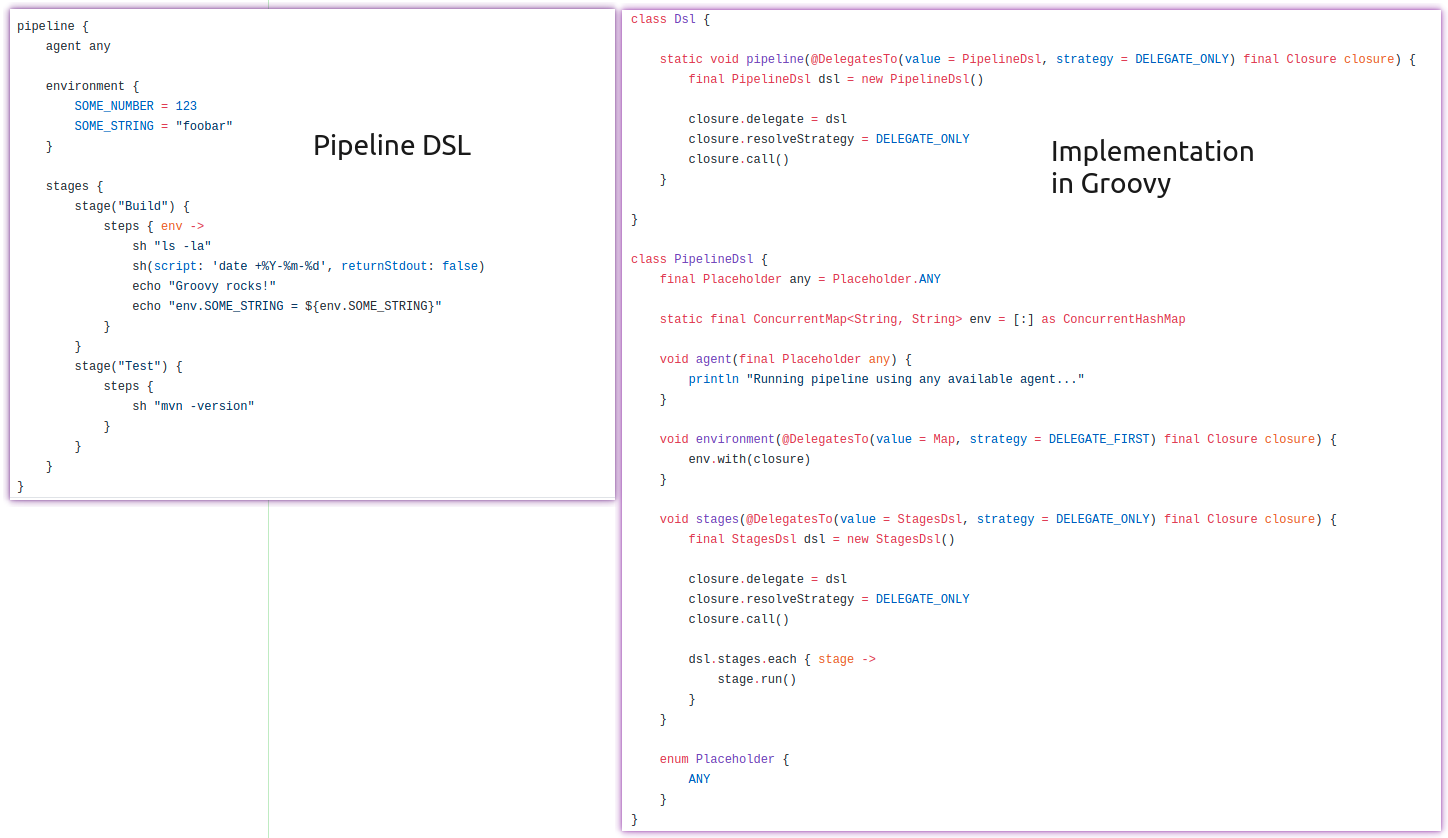 pipeline {
    agent any
    environment {
        SOME_NUMBER = 123
        SOME_STRING = "foobar"
    }
    stages {
        stage("Build") {
            steps { env ->
                sh "ls -la"
                sh(script: 'date +%Y-%m-%d', returnStdout: false)
                echo "Groovy rocks!"
                echo "env.SOME_STRING = ${env.SOME_STRING}"
            }
        }
        stage("Test") {
            steps {
                sh "mvn -version"
            }
        }
    }
}
Pipeline DSL
class Dsl {
    static void pipeline(@DelegatesTo(value = PipelineDsl, strategy = DELEGATE_ONLY) final Closure closure) {
        final PipelineDsl dsl = new PipelineDsl()
        closure.delegate = dsl
        closure.resolveStrategy = DELEGATE_ONLY
        closure.call()
    }
}
class PipelineDsl {
    final Placeholder any = Placeholder.ANY
    static final ConcurrentMap<String, String> env = [:] as ConcurrentHashMap
    void agent(final Placeholder any) {
        println "Running pipeline using any available agent..."
    }
    void environment(@DelegatesTo(value = Map, strategy = DELEGATE_FIRST) final Closure closure) {
        env.with(closure)
    }
    void stages(@DelegatesTo(value = StagesDsl, strategy = DELEGATE_ONLY) final Closure closure) {
        final StagesDsl dsl = new StagesDsl()
        closure.delegate = dsl
        closure.resolveStrategy = DELEGATE_ONLY
        closure.call()
        dsl.stages.each { stage ->
            stage.run()
        }
    }
    enum Placeholder {
        ANY
    }
}
Implementation
in Groovy